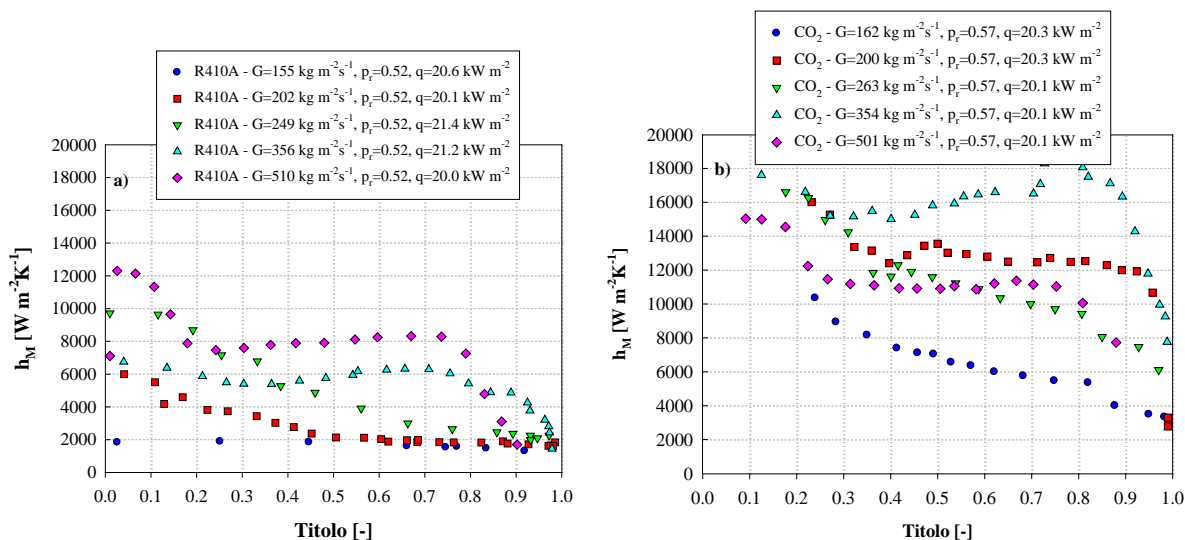 R410A - G=155 kg m⁻²s⁻¹, pᵣ=0.52, q=20.6 kW m⁻²
R410A - G=202 kg m⁻²s⁻¹, pᵣ=0.52, q=20.1 kW m⁻²
R410A - G=249 kg m⁻²s⁻¹, pᵣ=0.52, q=21.4 kW m⁻²
R410A - G=356 kg m⁻²s⁻¹, pᵣ=0.52, q=21.2 kW m⁻²
R410A - G=510 kg m⁻²s⁻¹, pᵣ=0.52, q=20.0 kW m⁻²
a)
20000
18000
16000
14000
12000
10000
8000
6000
4000
2000
0
h_M [W m⁻²K⁻¹]
0.0 0.1 0.2 0.3 0.4 0.5 0.6 0.7 0.8 0.9 1.0
Titolo [-]
CO₂ - G=162 kg m⁻²s⁻¹, pᵣ=0.57, q=20.3 kW m⁻²
CO₂ - G=200 kg m⁻²s⁻¹, pᵣ=0.57, q=20.3 kW m⁻²
CO₂ - G=263 kg m⁻²s⁻¹, pᵣ=0.57, q=20.1 kW m⁻²
CO₂ - G=354 kg m⁻²s⁻¹, pᵣ=0.57, q=20.1 kW m⁻²
CO₂ - G=501 kg m⁻²s⁻¹, pᵣ=0.57, q=20.1 kW m⁻²
b)
20000
18000
16000
14000
12000
10000
8000
6000
4000
2000
0
h_M [W m⁻²K⁻¹]
0.0 0.1 0.2 0.3 0.4 0.5 0.6 0.7 0.8 0.9 1.0
Titolo [-]